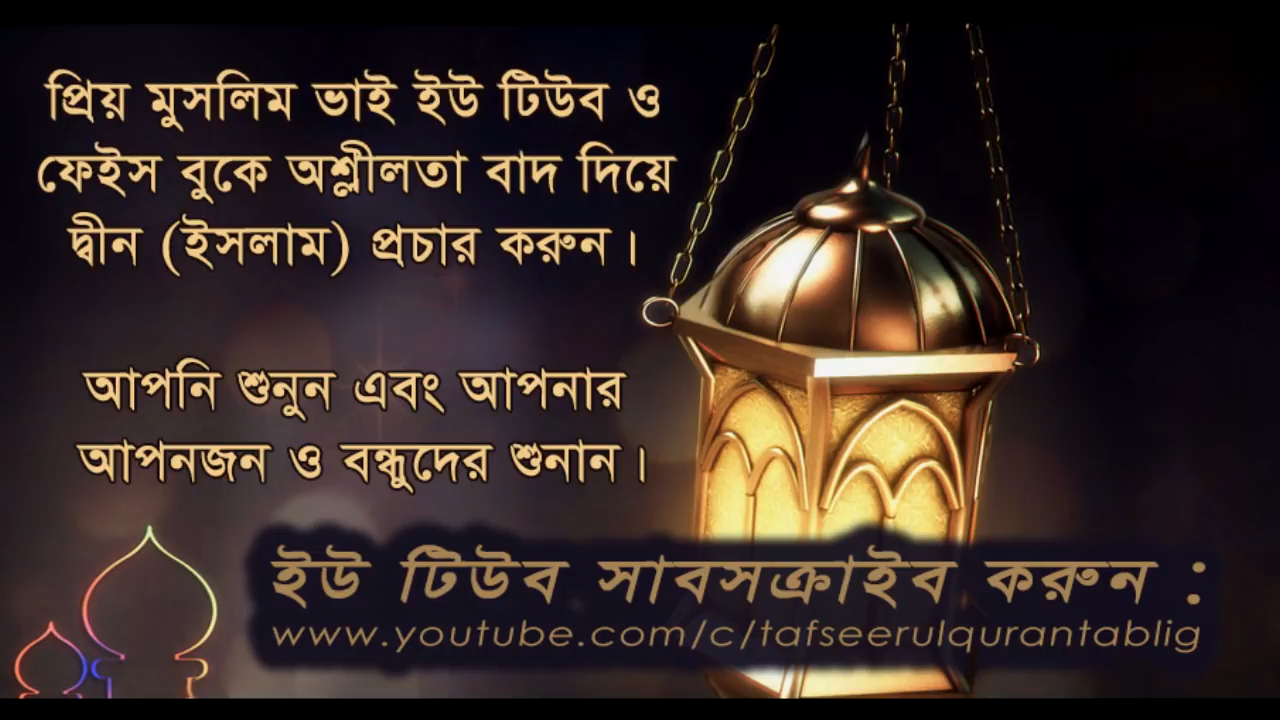 প্রিয় মুসলিম ভাই ইউ টিউব ও
ফেইস বুকে অশ্লীলতা বাদ দিয়ে
দ্বীন (ইসলাম) প্রচার করুন।
আপনি শুনুন এবং আপনার
আপনজন ও বন্ধুদের শুনান।
ইউ টিউব সাবসক্রাইব করুন :
www.youtube.com/c/tafseerulqurantablig